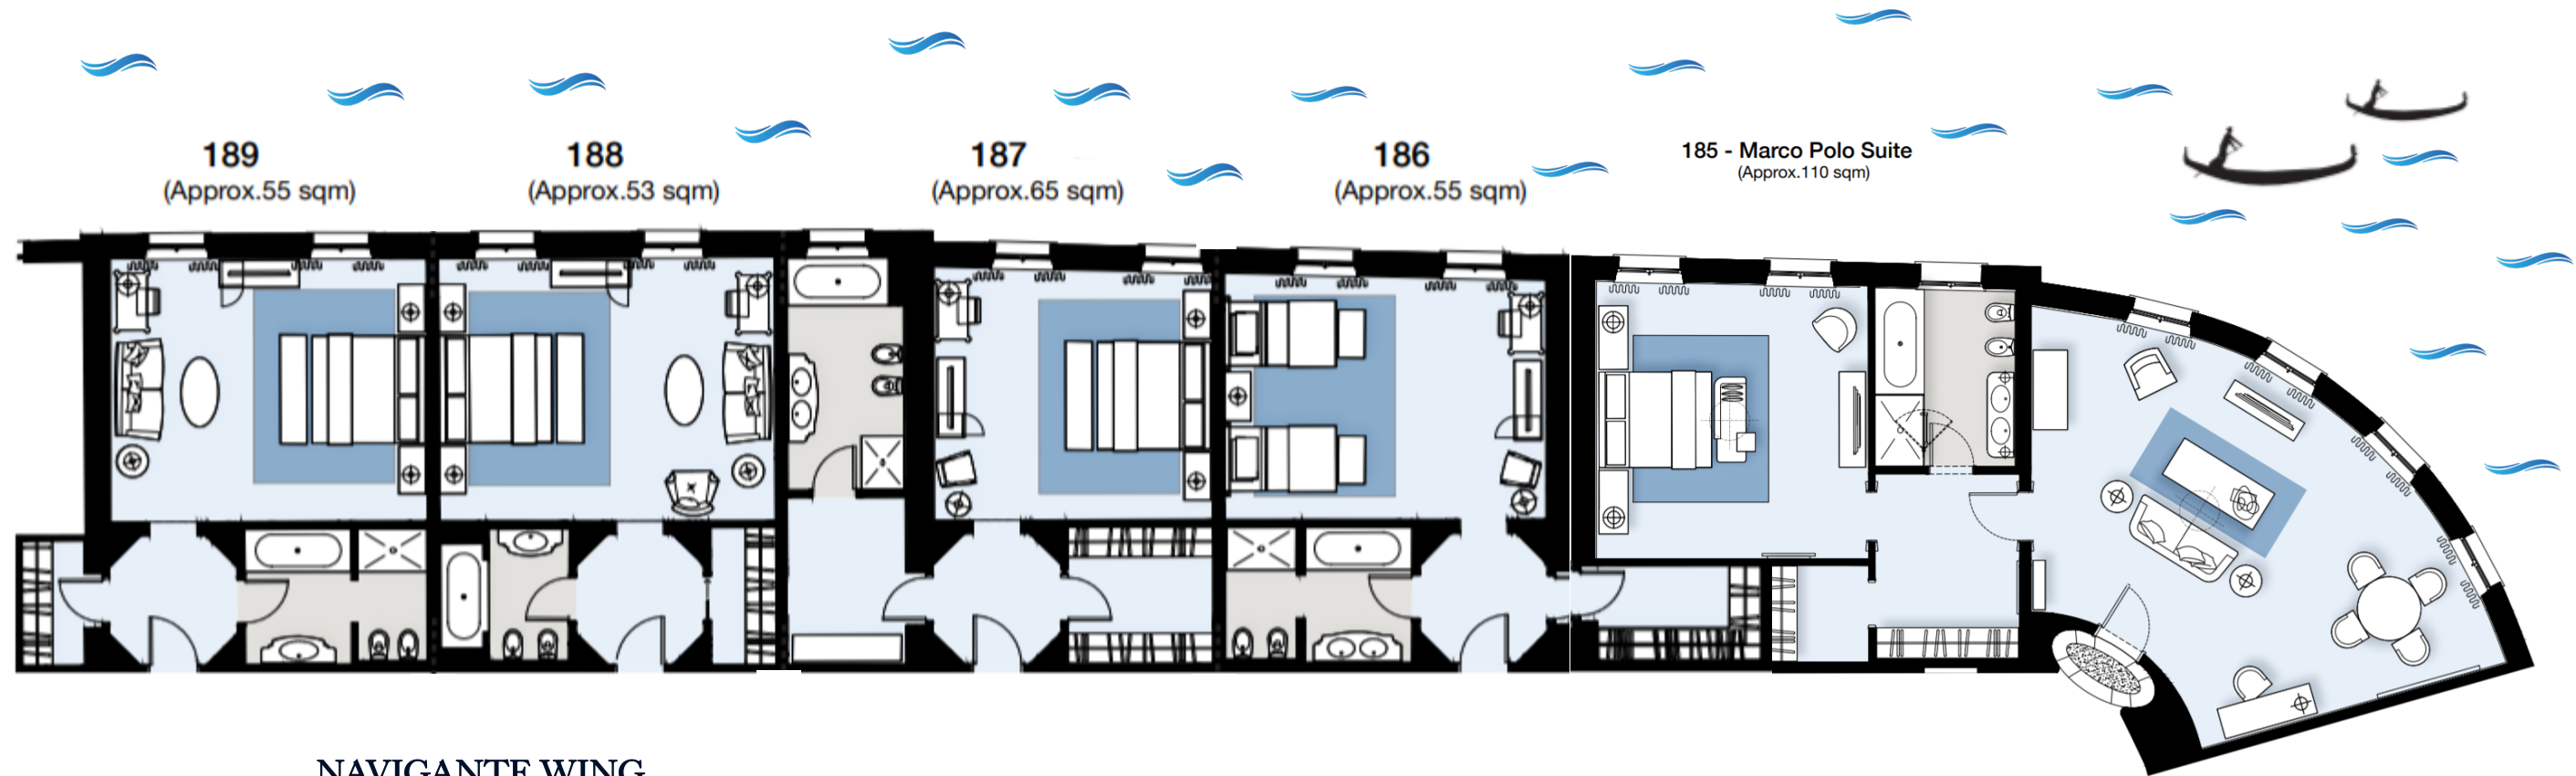 189
(Approx.55 sqm)
188
(Approx.53 sqm)
187
(Approx.65 sqm)
186
(Approx.55 sqm)
185 - Marco Polo Suite
(Approx.110 sqm)
NAVIGANTE WING